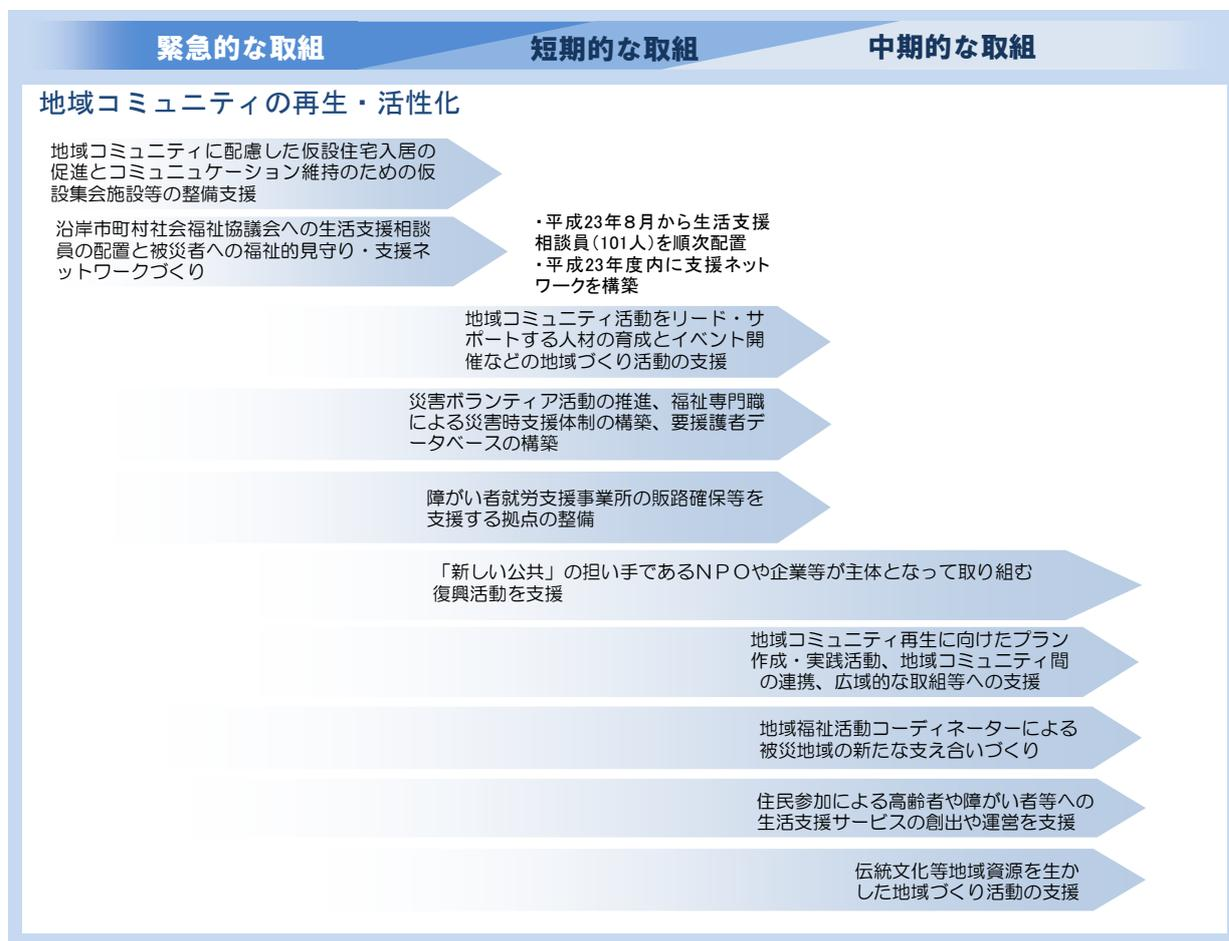 緊急的な取組
短期的な取組
中期的な取組
地域コミュニティの再生・活性化
地域コミュニティに配慮した仮設住宅入居の
促進とコミュニュケーション維持のための仮
設集会施設等の整備支援
沿岸市町村社会福祉協議会への生活支援相談
員の配置と被災者への福祉的見守り・支援ネ
ットワークづくり
・平成23年８月から生活支援
相談員（101人）を順次配置
・平成23年度内に支援ネット
ワークを構築
地域コミュニティ活動をリード・サ
ポートする人材の育成とイベント開
催などの地域づくり活動の支援
災害ボランティア活動の推進、福祉専門職
による災害時支援体制の構築、要援護者デ
ータベースの構築
障がい者就労支援事業所の販路確保等を
支援する拠点の整備
「新しい公共」の担い手であるＮＰＯや企業等が主体となって取り組む
復興活動を支援
地域コミュニティ再生に向けたプラン
作成・実践活動、地域コミュニティ間
の連携、広域的な取組等への支援
地域福祉活動コーディネーターによる
被災地域の新たな支え合いづくり
住民参加による高齢者や障がい者等への
生活支援サービスの創出や運営を支援
伝統文化等地域資源を生か
した地域づくり活動の支援